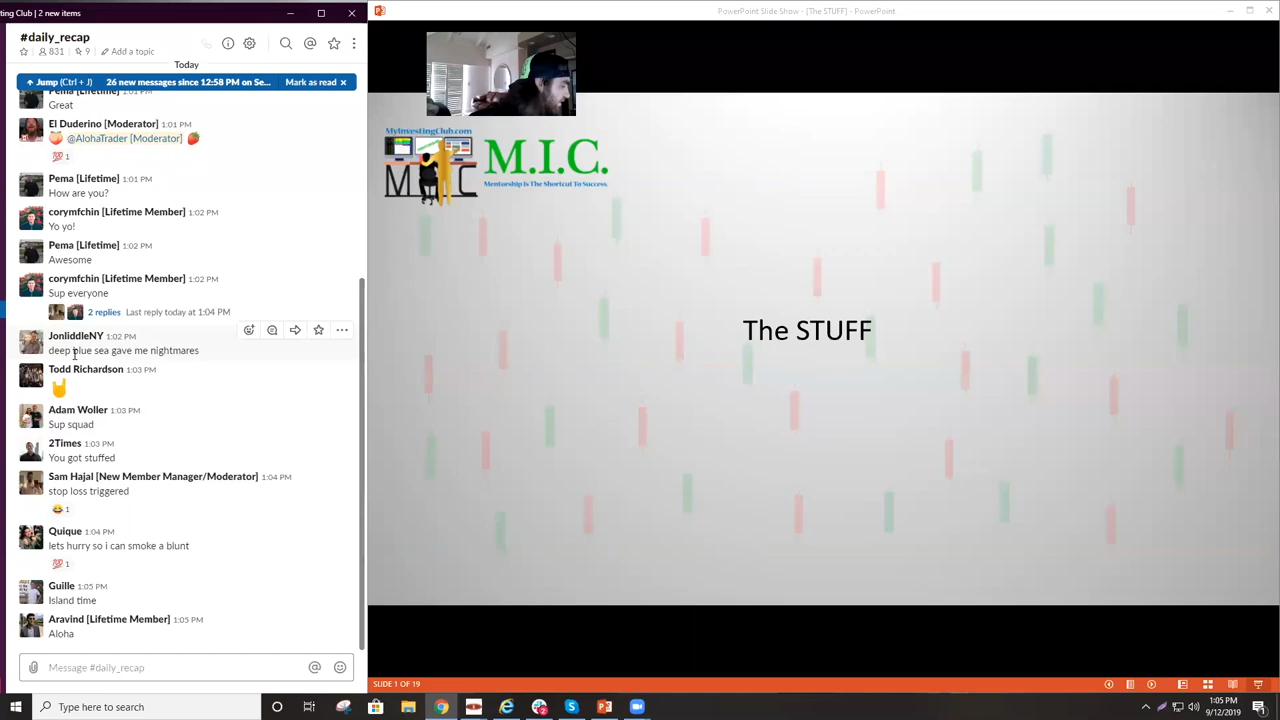 ting Club | 2 new items
PowerPoint Slide Show - [The STUFF] - PowerPoint
#daily_recap
831
9
Add a topic
Today
Jump (Ctrl + J)
26 new messages since 12:58 PM on Se...
Mark as read
Pema [Lifetime] 1:01 PM
Great
El Duderino [Moderator] 1:01 PM
🍑 @AlohaTrader [Moderator] 🍓
💯 1
Pema [Lifetime] 1:01 PM
How are you?
corymfchin [Lifetime Member] 1:02 PM
Yo yo!
Pema [Lifetime] 1:02 PM
Awesome
corymfchin [Lifetime Member] 1:02 PM
Sup everyone
2 replies Last reply today at 1:04 PM
JonliddleNY 1:02 PM
deep blue sea gave me nightmares
Todd Richardson 1:03 PM
🤘
Adam Woller 1:03 PM
Sup squad
2Times 1:03 PM
You got stuffed
Sam Hajal [New Member Manager/Moderator] 1:04 PM
stop loss triggered
😂 1
Quique 1:04 PM
lets hurry so i can smoke a blunt
💯 1
Guille 1:05 PM
Island time
Aravind [Lifetime Member] 1:05 PM
Aloha
Message #daily_recap
MyInvestingClub.com
MIC
M.I.C.
Mentorship Is The Shortcut To Success.
The STUFF
SLIDE 1 OF 19
Type here to search
1:05 PM
9/12/2019